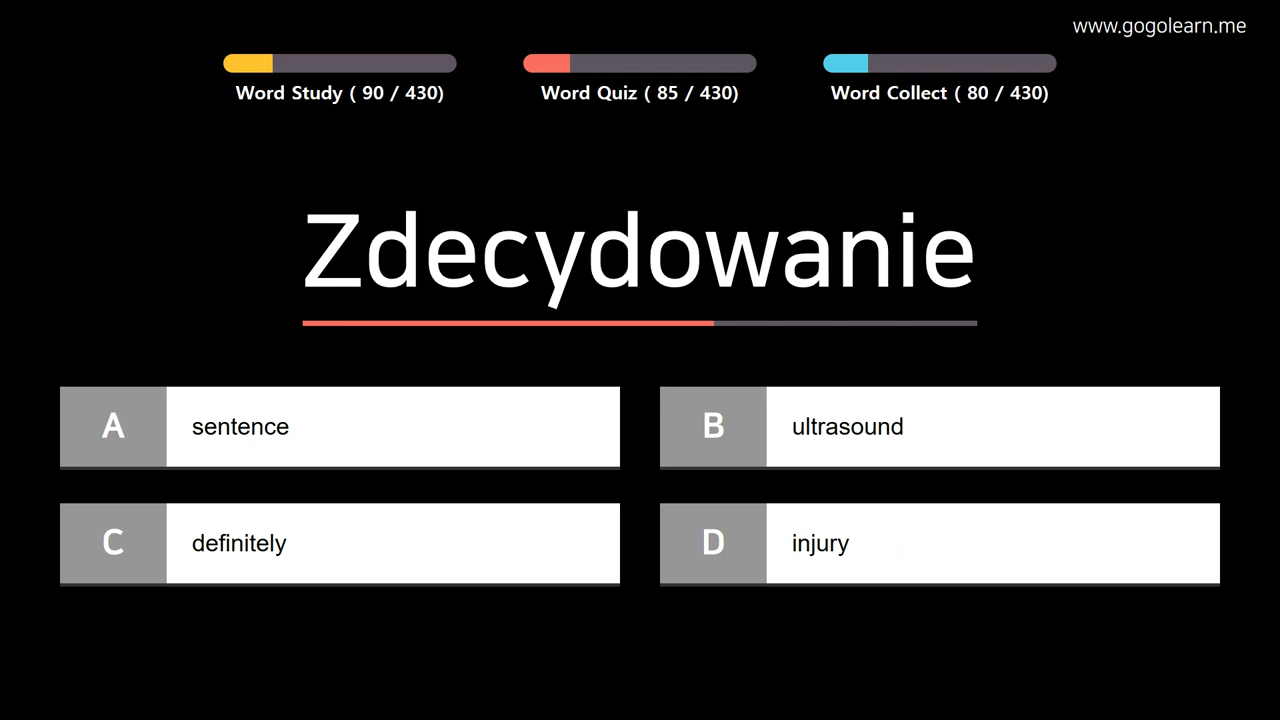 www.gogolearn.me
Word Study ( 90 / 430)
Word Quiz ( 85 / 430)
Word Collect ( 80 / 430)
Zdecydowanie
A sentence
B ultrasound
C definitely
D injury